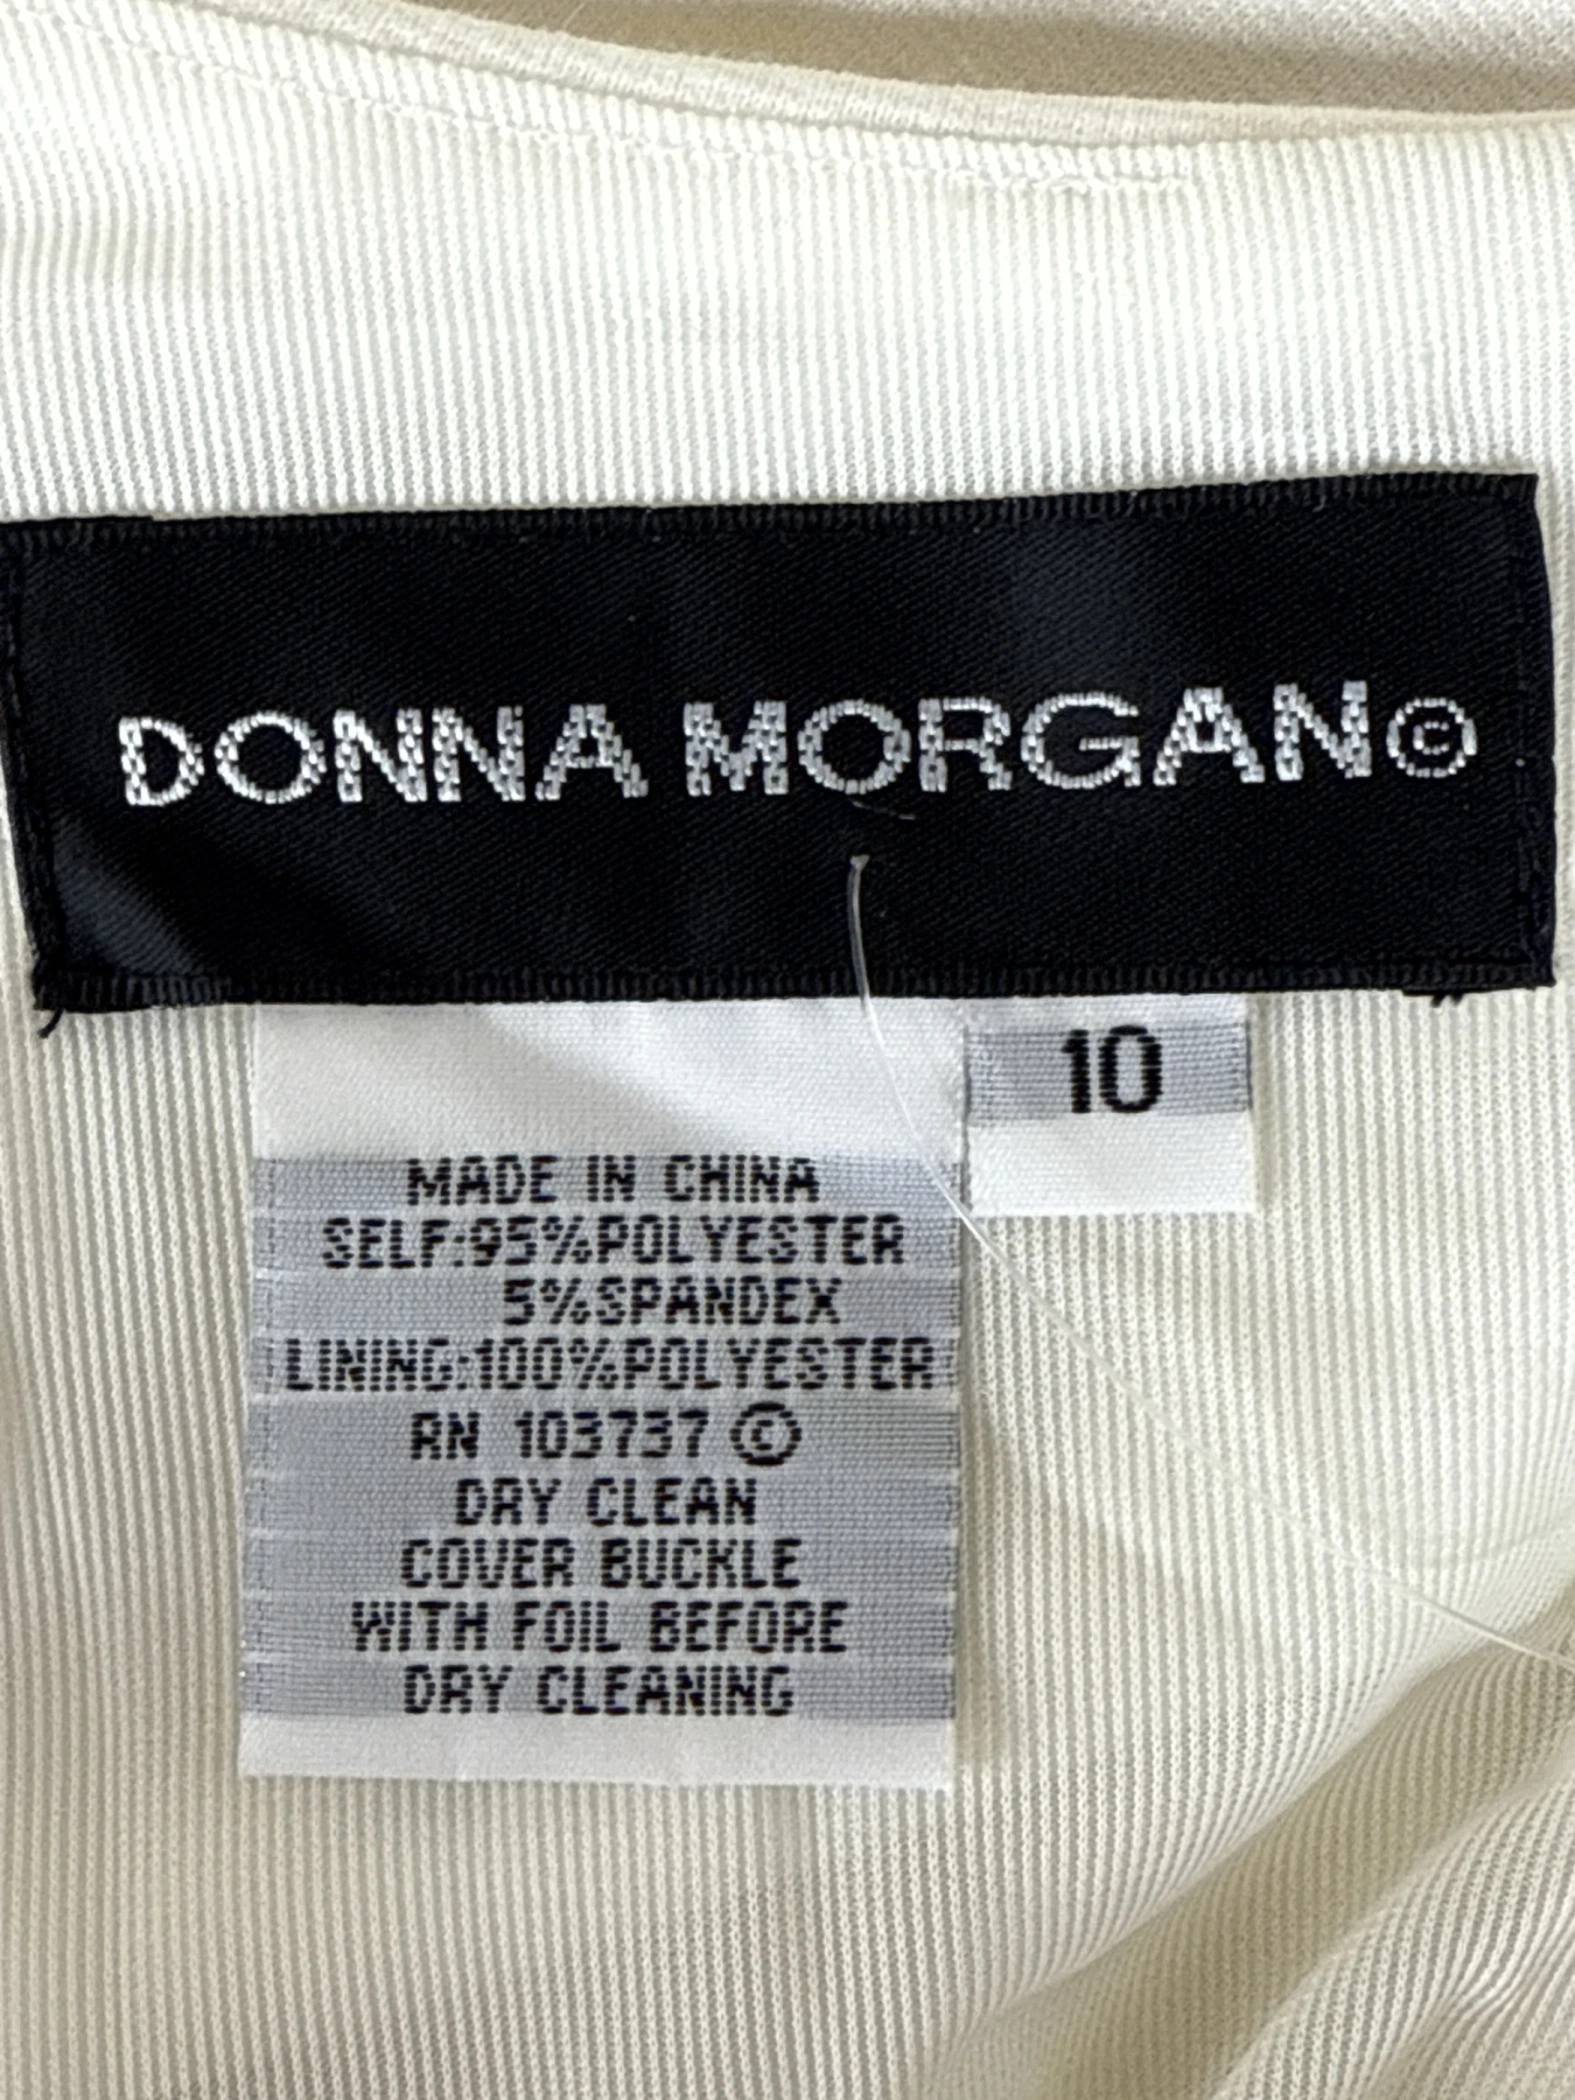 DONNA MORGAN©
10
MADE IN CHINA
SELF:95%POLYESTER
5%SPANDEX
LINING:100%POLYESTER
RN 103737 ©
DRY CLEAN
COVER BUCKLE
WITH FOIL BEFORE
DRY CLEANING